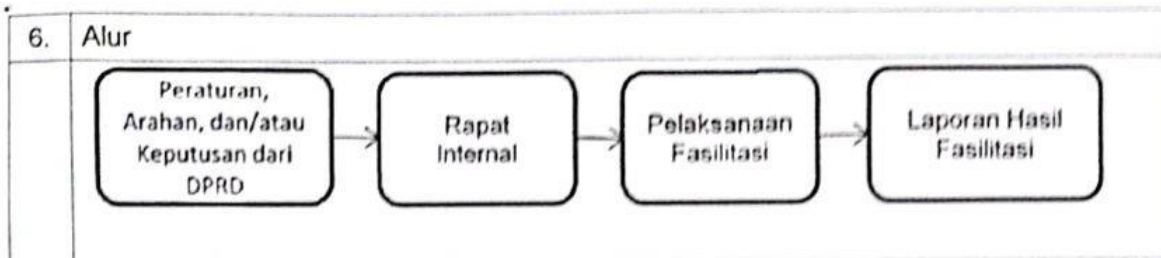 6. Alur
Peraturan,
Arahan, dan/atau
Keputusan dari
DPRD
Rapat
Internal
Pelaksanaan
Fasilitasi
Laporan Hasil
Fasilitasi